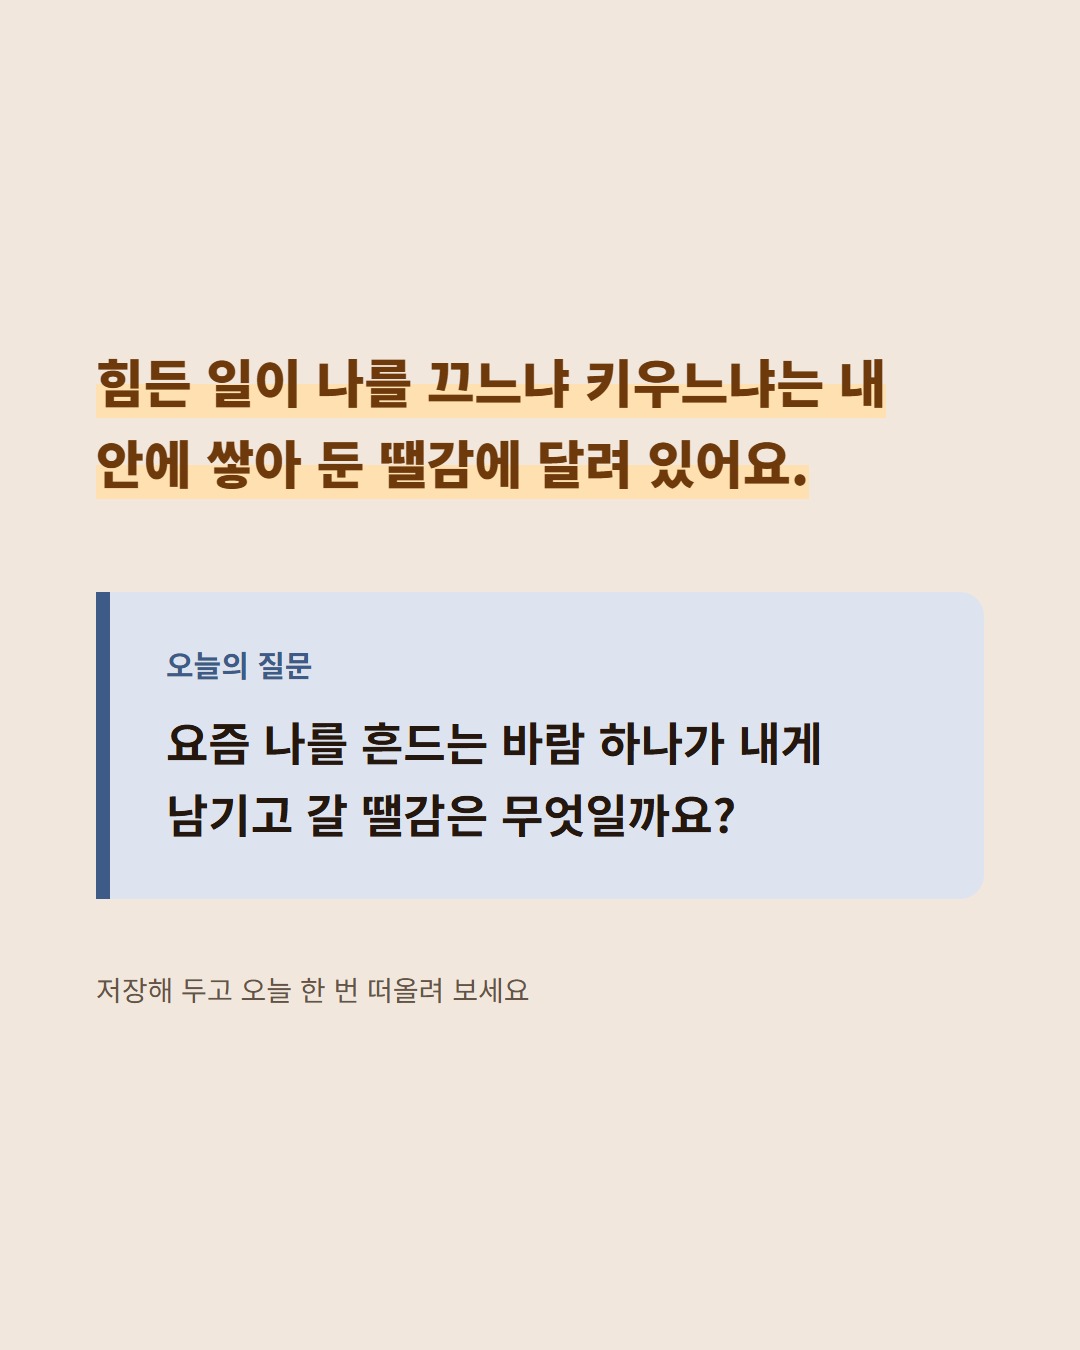 힘든 일이 나를 끄느냐 키우느냐는 내
안에 쌓아 둔 땔감에 달려 있어요.
오늘의 질문
요즘 나를 흔드는 바람 하나가 내게
남기고 갈 땔감은 무엇일까요?
저장해 두고 오늘 한 번 떠올려 보세요